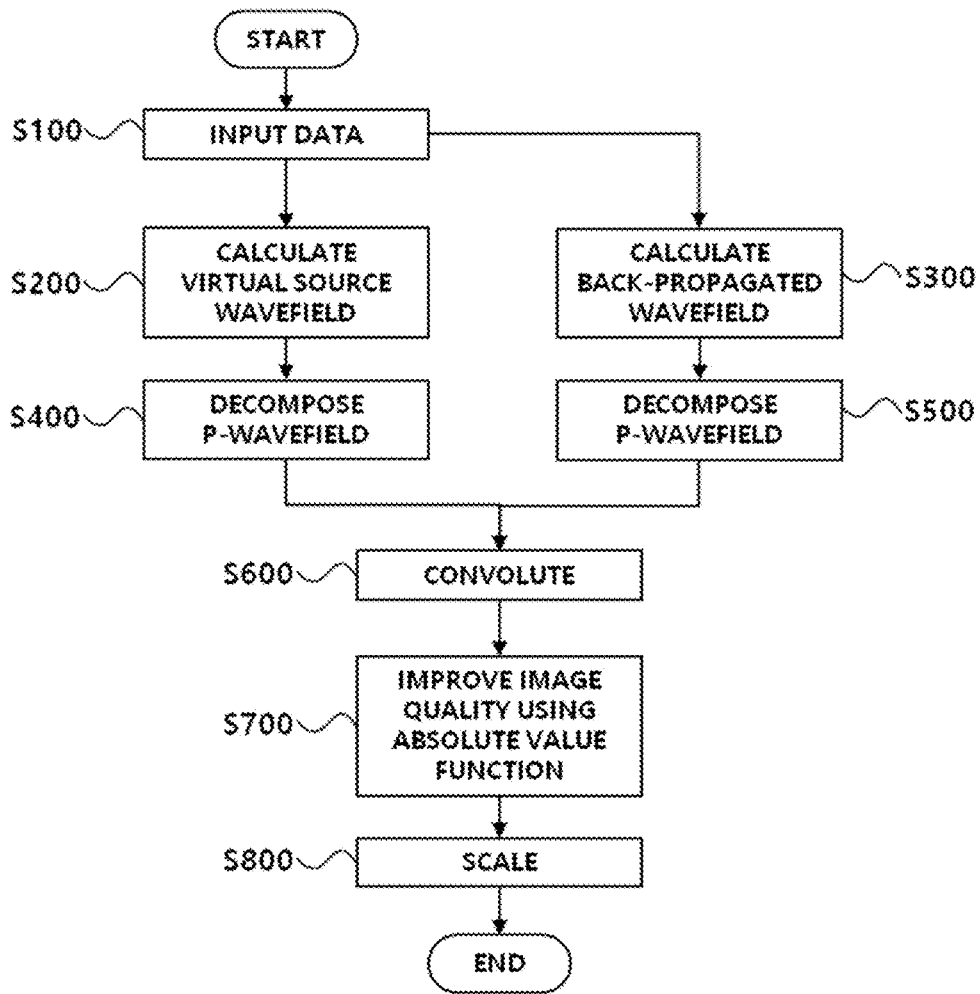 START
S100
INPUT DATA
S200
CALCULATE
VIRTUAL SOURCE
WAVEFIELD
CALCULATE
BACK-PROPAGATED
WAVEFIELD
S300
S400
DECOMPOSE
P-WAVEFIELD
DECOMPOSE
P-WAVEFIELD
S500
S600
CONVOLUTE
S700
IMPROVE IMAGE
QUALITY USING
ABSOLUTE VALUE
FUNCTION
S800
SCALE
END